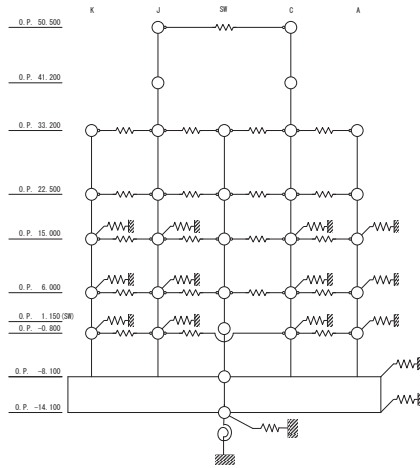 K J SW C A
O.P. 50.500
O.P. 41.200
O.P. 33.200
O.P. 22.500
O.P. 15.000
O.P. 6.000
O.P. 1.150(SW)
O.P. -0.800
O.P. -8.100
O.P. -14.100